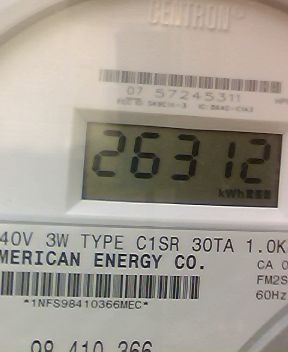 CENTRON®
07 57245311
26312
kWh
40V 3W TYPE C1SR 30TA 1.0K
MERICAN ENERGY CO.
CA 0
FM2S
*1NFS98410366MEC*
60Hz
98 410 366